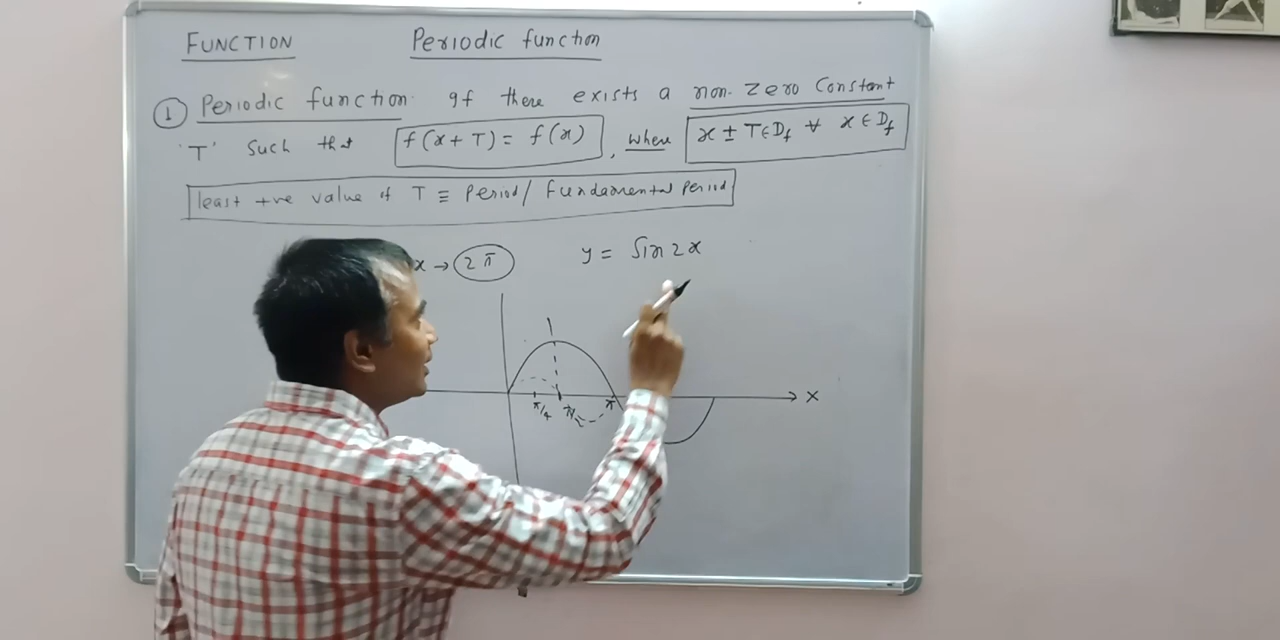 FUNCTION Periodic function
① Periodic function. If there exists a non-zero constant
'T' such that f(x + T) = f(x), where x ± T ∈ Df ∀ x ∈ Df
least +ve value of T ≡ Period / Fundamental Period
x → 2π y = Sin 2x
π/4 π/2 π x